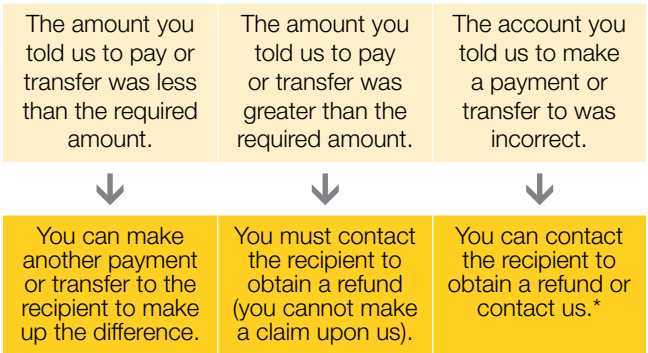 The amount you
told us to pay or
transfer was less
than the required
amount.
The amount you
told us to pay
or transfer was
greater than the
required amount.
The account you
told us to make
a payment or
transfer to was
incorrect.
You can make
another payment
or transfer to the
recipient to make
up the difference.
You must contact
the recipient to
obtain a refund
(you cannot make
a claim upon us).
You can contact
the recipient to
obtain a refund or
contact us.*